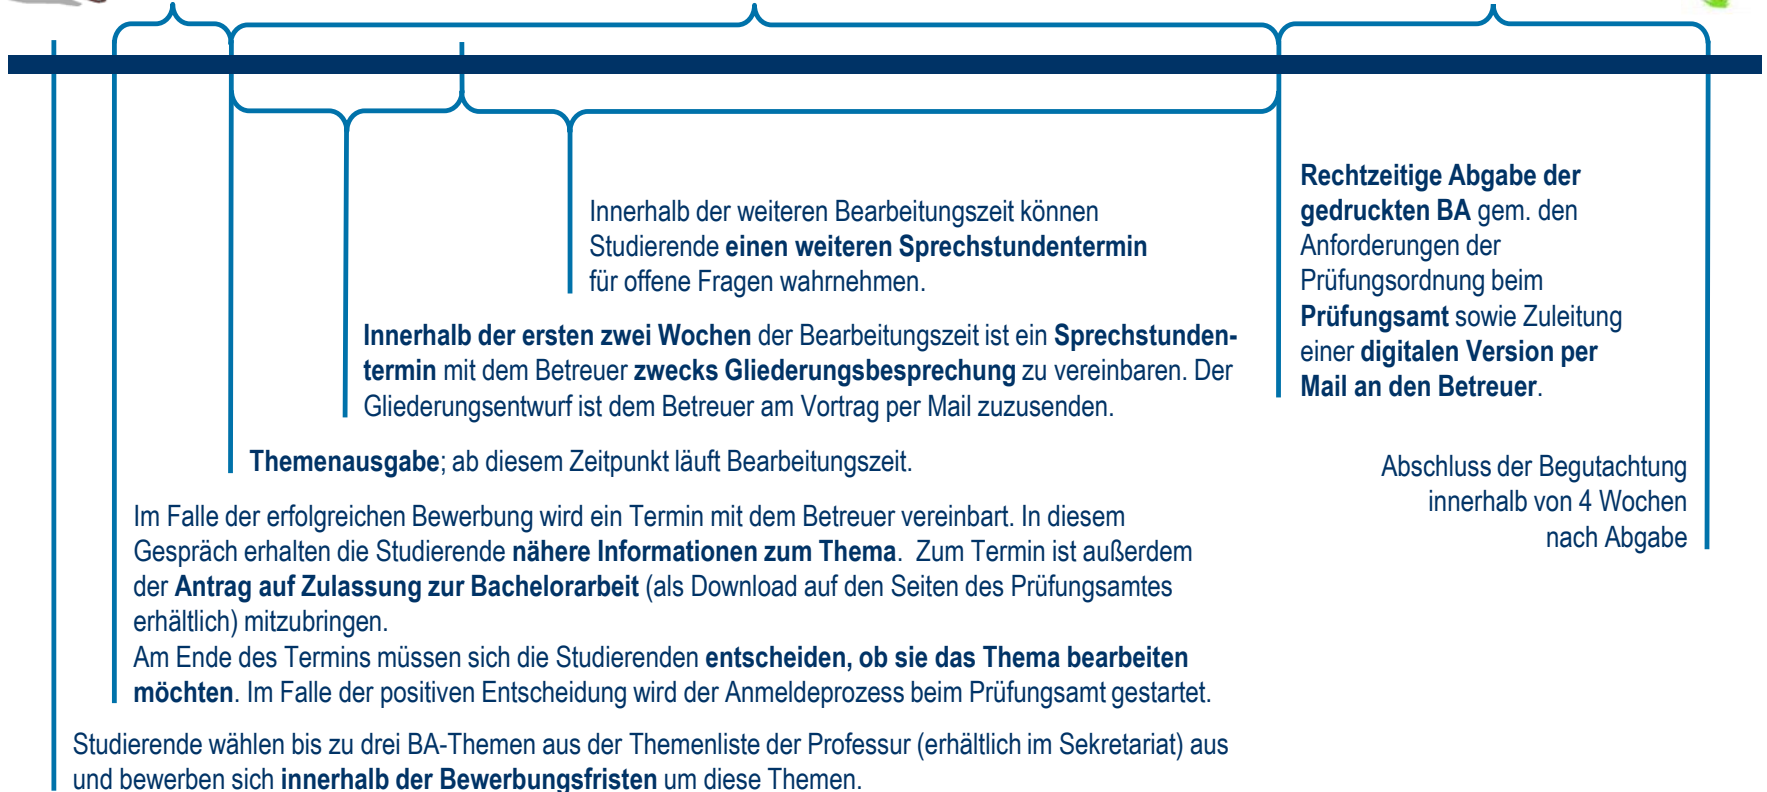 Innerhalb der weiteren Bearbeitungszeit können
Studierende einen weiteren Sprechstundentermin
für offene Fragen wahrnehmen.
Rechtzeitige Abgabe der
gedruckten BA gem. den
Anforderungen der
Prüfungsordnung beim
Prüfungsamt sowie Zuleitung
einer digitalen Version per
Mail an den Betreuer.
Innerhalb der ersten zwei Wochen der Bearbeitungszeit ist ein Sprechstunden-
termin mit dem Betreuer zwecks Gliederungsbesprechung zu vereinbaren. Der
Gliederungsentwurf ist dem Betreuer am Vortrag per Mail zuzusenden.
Themenausgabe; ab diesem Zeitpunkt läuft Bearbeitungszeit.
Abschluss der Begutachtung
innerhalb von 4 Wochen
nach Abgabe
Im Falle der erfolgreichen Bewerbung wird ein Termin mit dem Betreuer vereinbart. In diesem
Gespräch erhalten die Studierende nähere Informationen zum Thema. Zum Termin ist außerdem
der Antrag auf Zulassung zur Bachelorarbeit (als Download auf den Seiten des Prüfungsamtes
erhältlich) mitzubringen.
Am Ende des Termins müssen sich die Studierenden entscheiden, ob sie das Thema bearbeiten
möchten. Im Falle der positiven Entscheidung wird der Anmeldeprozess beim Prüfungsamt gestartet.
Studierende wählen bis zu drei BA-Themen aus der Themenliste der Professur (erhältlich im Sekretariat) aus
und bewerben sich innerhalb der Bewerbungsfristen um diese Themen.